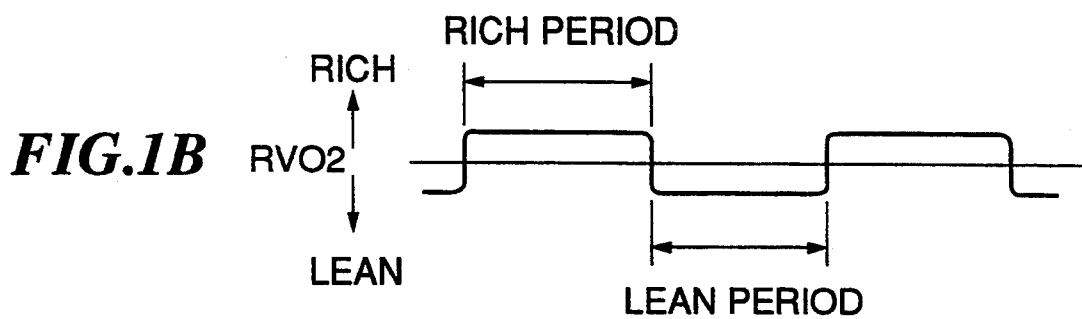 RICH PERIOD
RICH
FIG.1B RVO2
LEAN
LEAN PERIOD